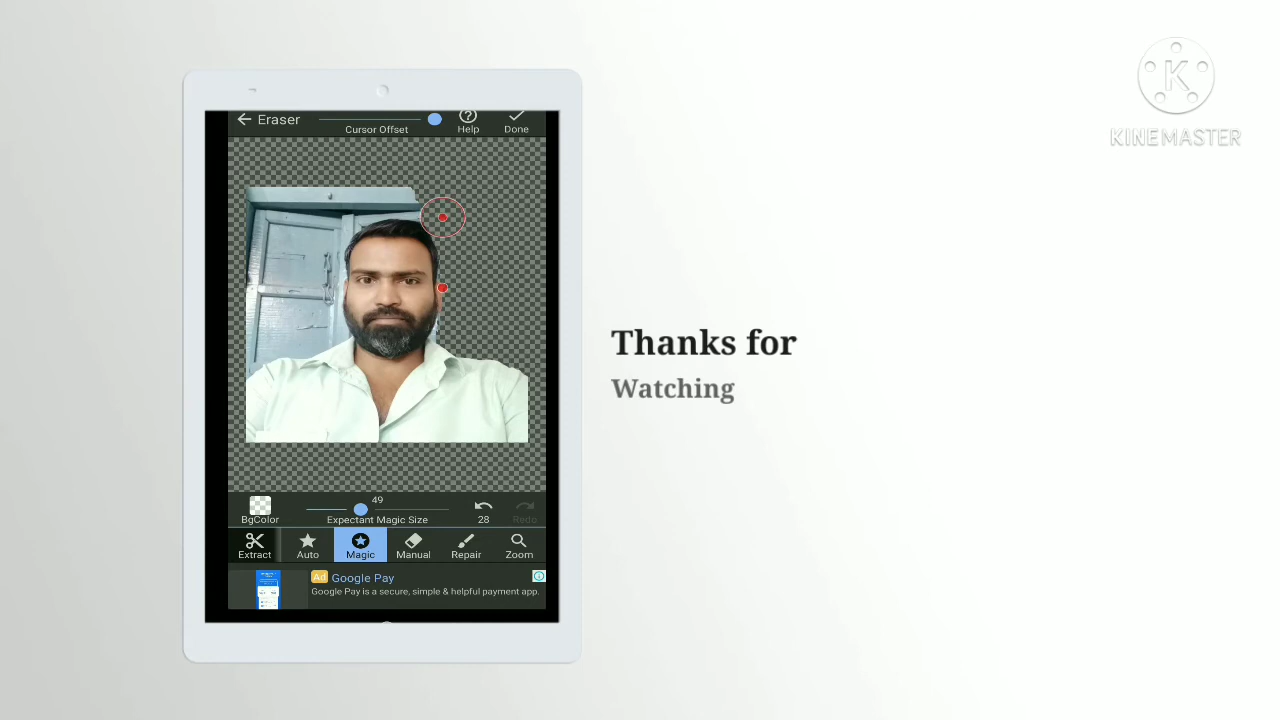 KINEMASTER
Eraser
Cursor Offset
Help
Done
Thanks for
Watching
49
BgColor
Expectant Magic Size
28
Redo
Extract
Auto
Magic
Manual
Repair
Zoom
Ad Google Pay
Google Pay is a secure, simple & helpful payment app.